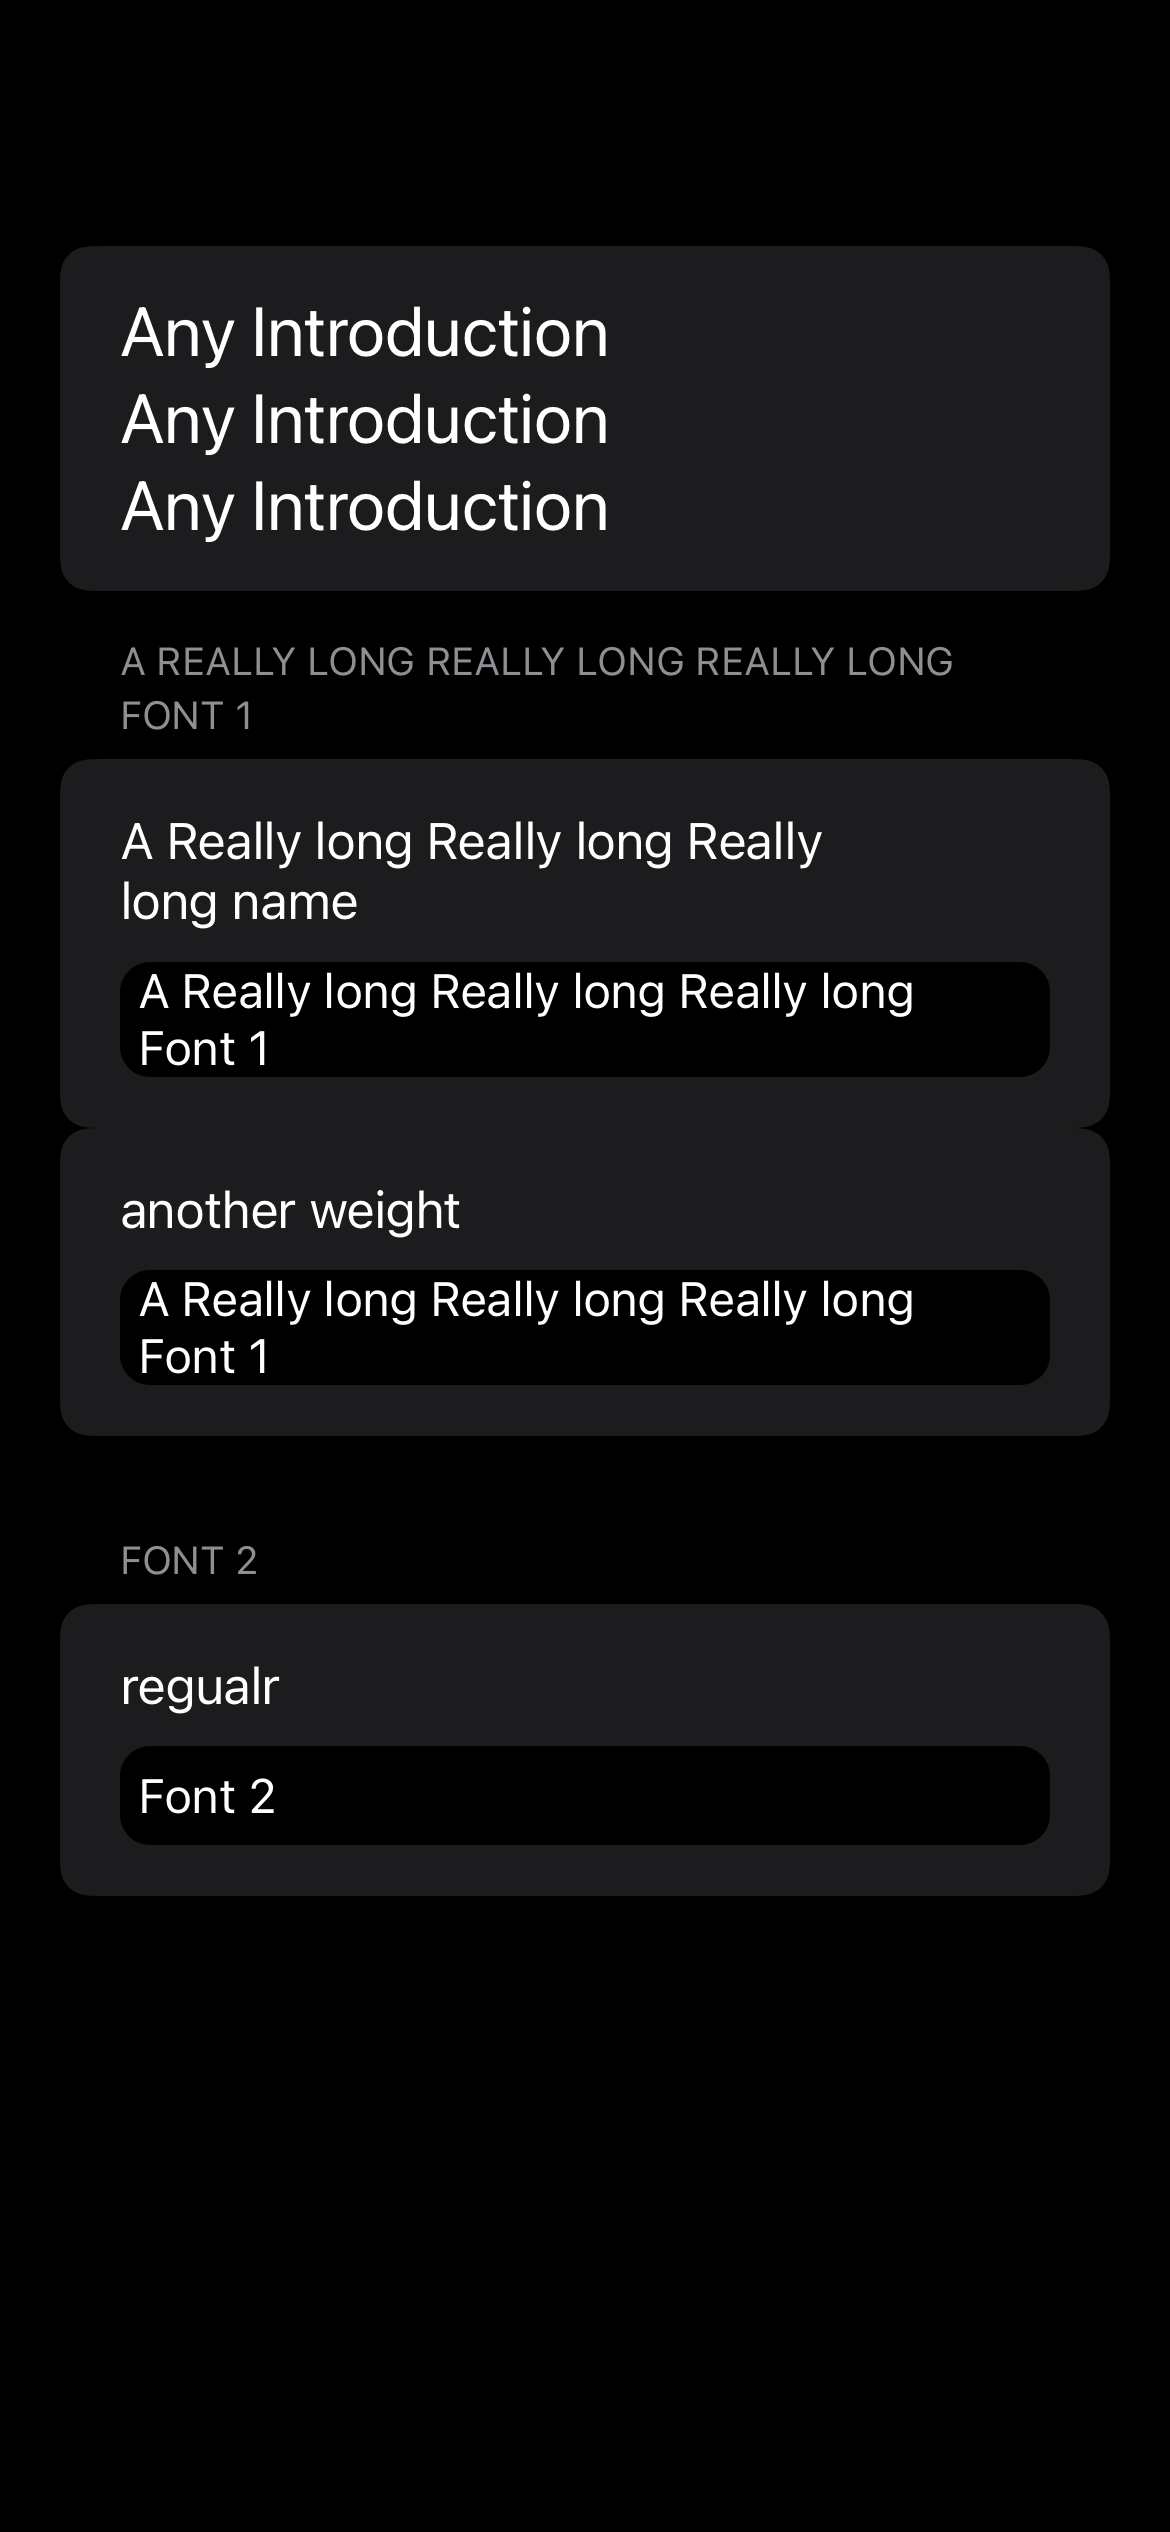 Any Introduction
Any Introduction
Any Introduction
A REALLY LONG REALLY LONG REALLY LONG
FONT 1
A Really long Really long Really
long name
A Really long Really long Really long
Font 1
another weight
A Really long Really long Really long
Font 1
FONT 2
regualr
Font 2